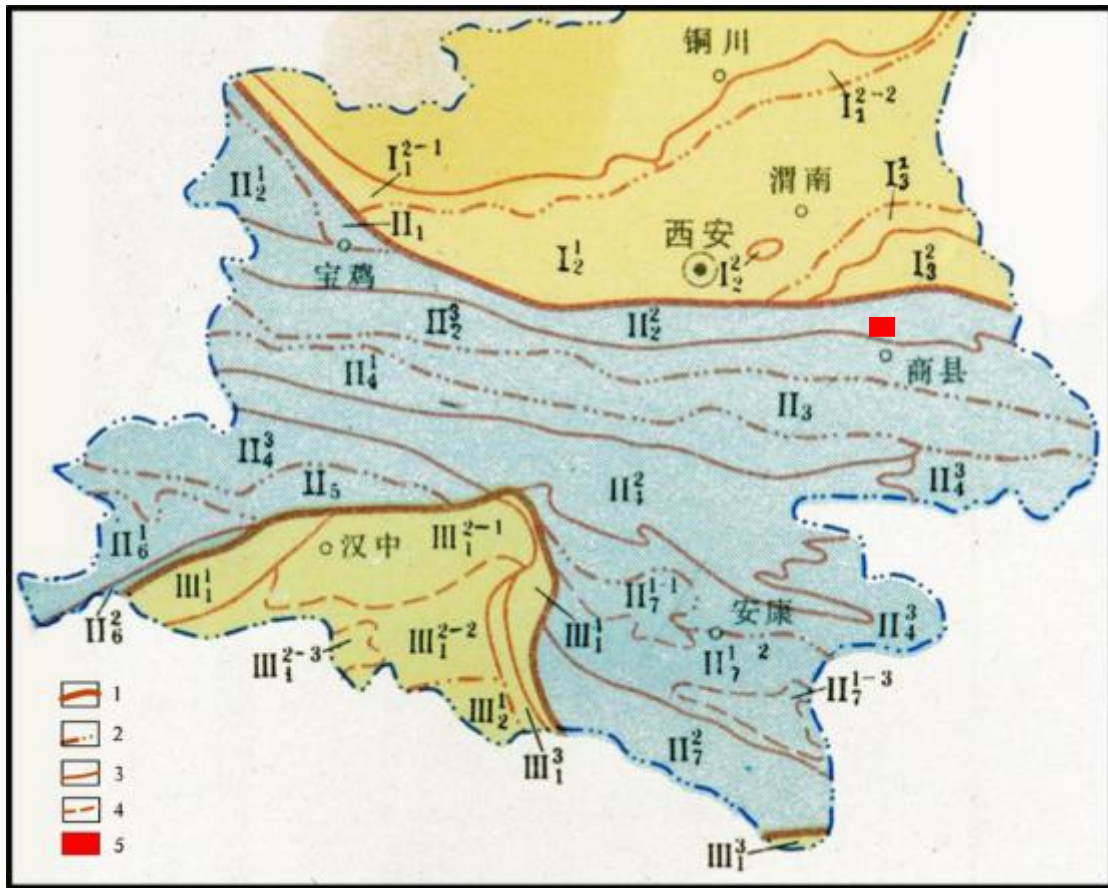 铜川
I₁²⁻²
I₁²⁻¹
渭南
I₃¹
II₂¹
II₁
西安
I₂¹
I₂²
I₃²
宝鸡
II₂³
II₂²
商县
II₄¹
II₃
II₄³
II₅
II₄²
II₄³
II₆¹
汉中
III₁²⁻¹
III₁¹
II₇¹⁻¹
安康
II₄³
II₆²
III₁²⁻³
III₁²⁻²
III₁¹
II₇¹ ²
II₇¹⁻³
III₂¹
II₇²
III₁³
III₁³
1
2
3
4
5